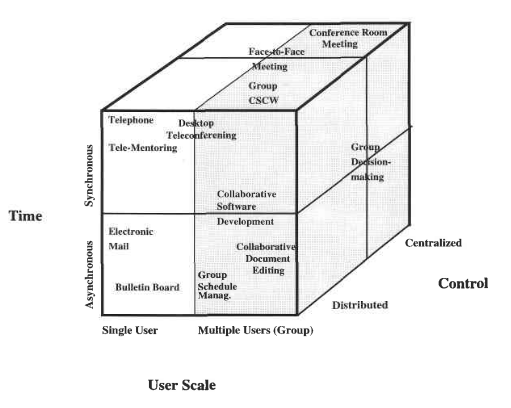 Conference Room
Meeting
Face-to-Face
Meeting
Group
CSCW
Telephone
Desktop
Teleconferening
Tele-Mentoring
Group
Decision-
making
Synchronous
Collaborative
Software
Development
Time
Electronic
Mail
Collaborative
Document
Editing
Centralized
Asynchronous
Group
Schedule
Manag.
Bulletin Board
Control
Distributed
Single User
Multiple Users (Group)
User Scale